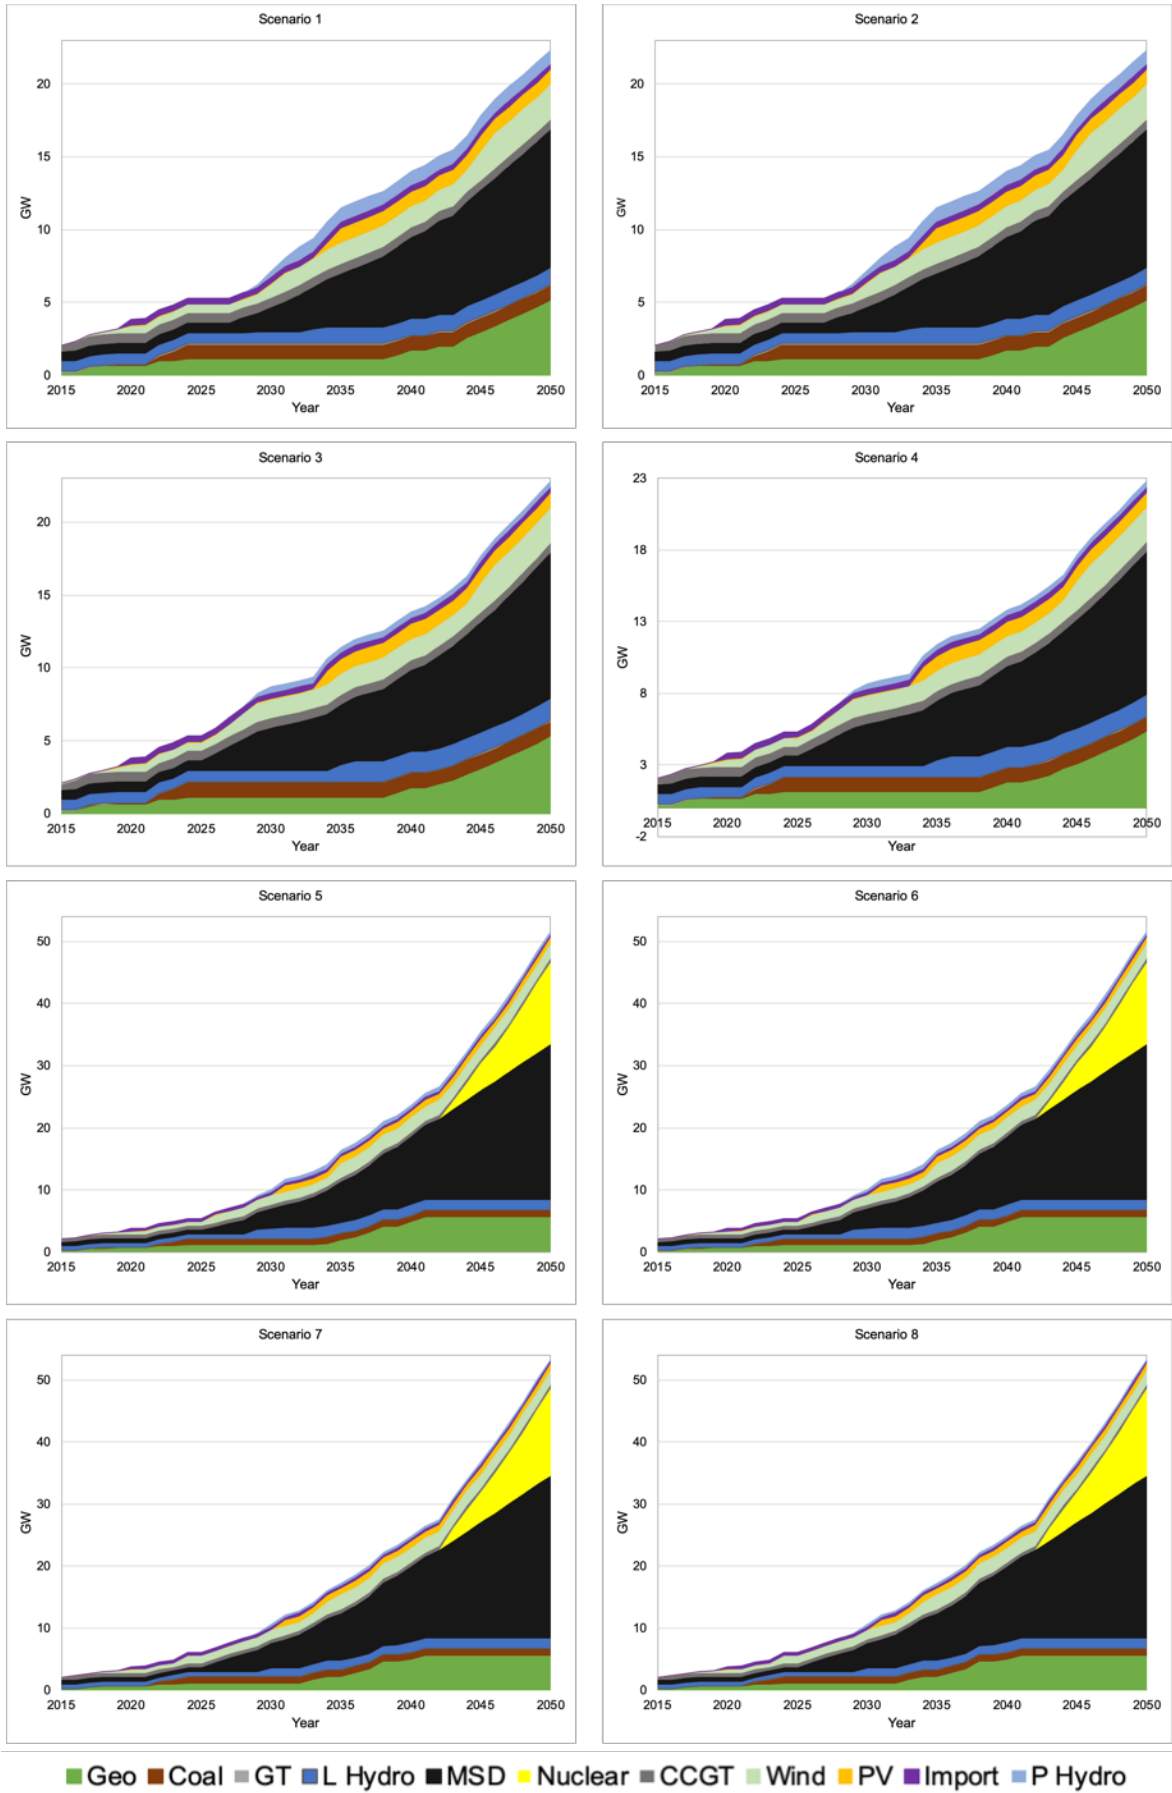 Scenario 1
20
15
10
5
0
GW
2015 2020 2025 2030 2035 2040 2045 2050
Year
Scenario 2
20
15
10
5
0
GW
2015 2020 2025 2030 2035 2040 2045 2050
Year
Scenario 3
20
15
10
5
0
GW
2015 2020 2025 2030 2035 2040 2045 2050
Year
Scenario 4
23
18
13
8
3
-2
GW
2015 2020 2025 2030 2035 2040 2045 2050
Year
Scenario 5
50
40
30
20
10
0
GW
2015 2020 2025 2030 2035 2040 2045 2050
Year
Scenario 6
50
40
30
20
10
0
GW
2015 2020 2025 2030 2035 2040 2045 2050
Year
Scenario 7
50
40
30
20
10
0
GW
2015 2020 2025 2030 2035 2040 2045 2050
Year
Scenario 8
50
40
30
20
10
0
GW
2015 2020 2025 2030 2035 2040 2045 2050
Year
Geo Coal GT L Hydro MSD Nuclear CCGT Wind PV Import P Hydro